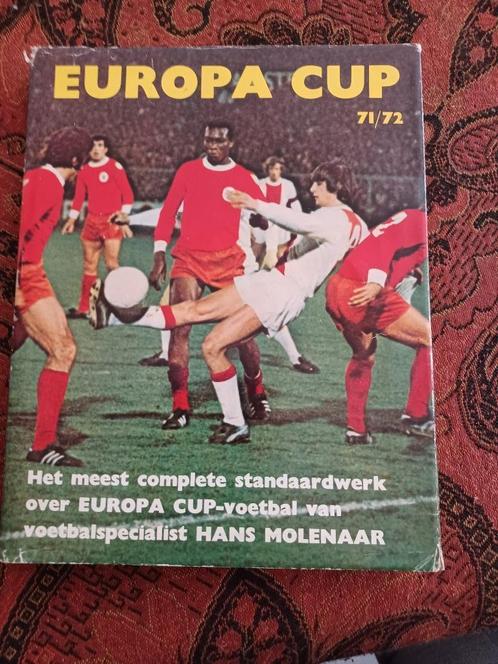 EUROPA CUP
71/72
Het meest complete standaardwerk
over EUROPA CUP-voetbal van
voetbalspecialist HANS MOLENAAR